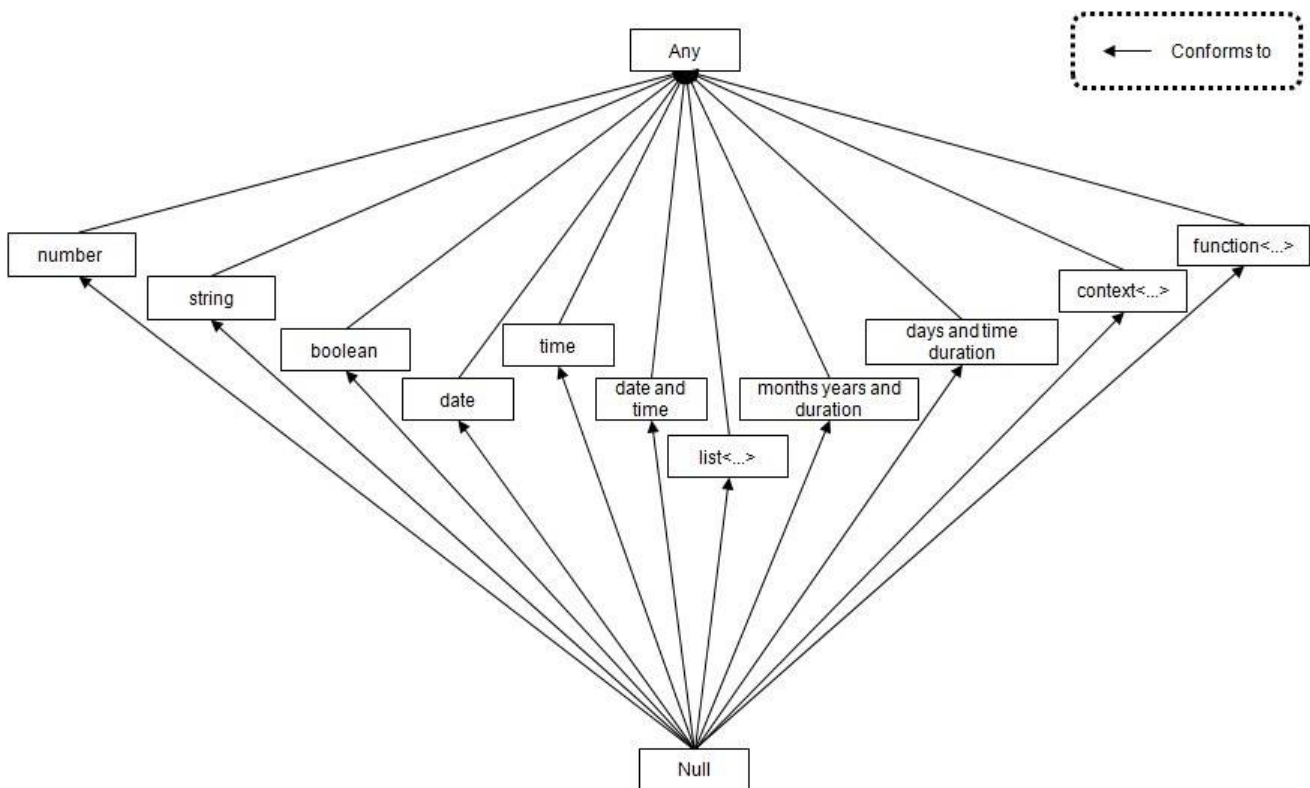 Any
Conforms to
number
function<...>
string
context<...>
boolean
time
days and time
duration
date
date and
time
months years and
duration
list<...>
Null